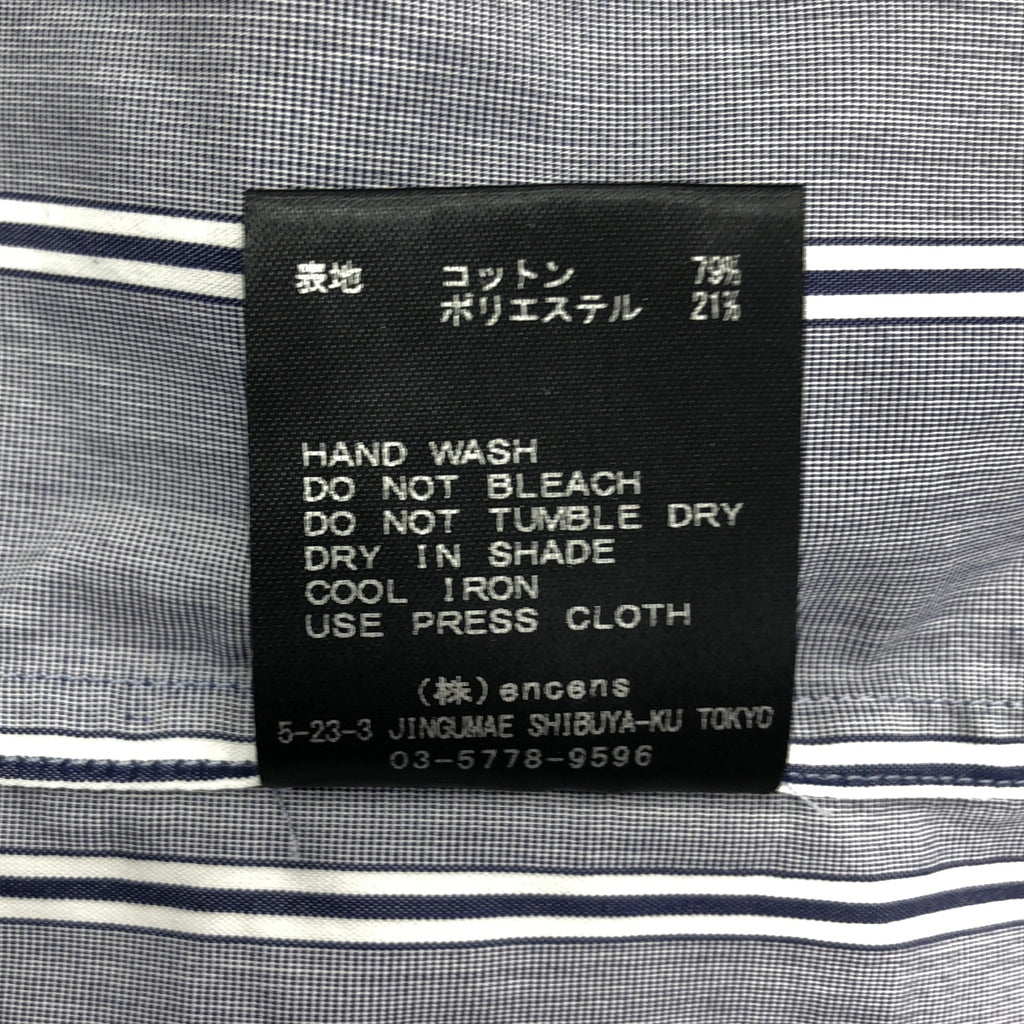 表地 コットン 79%
ポリエステル 21%
HAND WASH
DO NOT BLEACH
DO NOT TUMBLE DRY
DRY IN SHADE
COOL IRON
USE PRESS CLOTH
(株)encens
5-23-3 JINGUMAE SHIBUYA-KU TOKYO
03-5778-9596